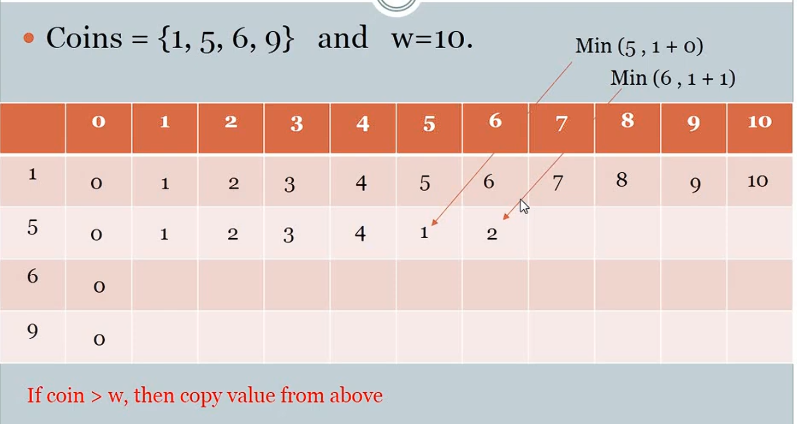 Coins = {1, 5, 6, 9} and w=10.
Min (5 , 1 + 0)
Min (6 , 1 + 1)
0 1 2 3 4 5 6 7 8 9 10
1 0 1 2 3 4 5 6 7 8 9 10
5 0 1 2 3 4 1 2
6 0
9 0
If coin > w, then copy value from above